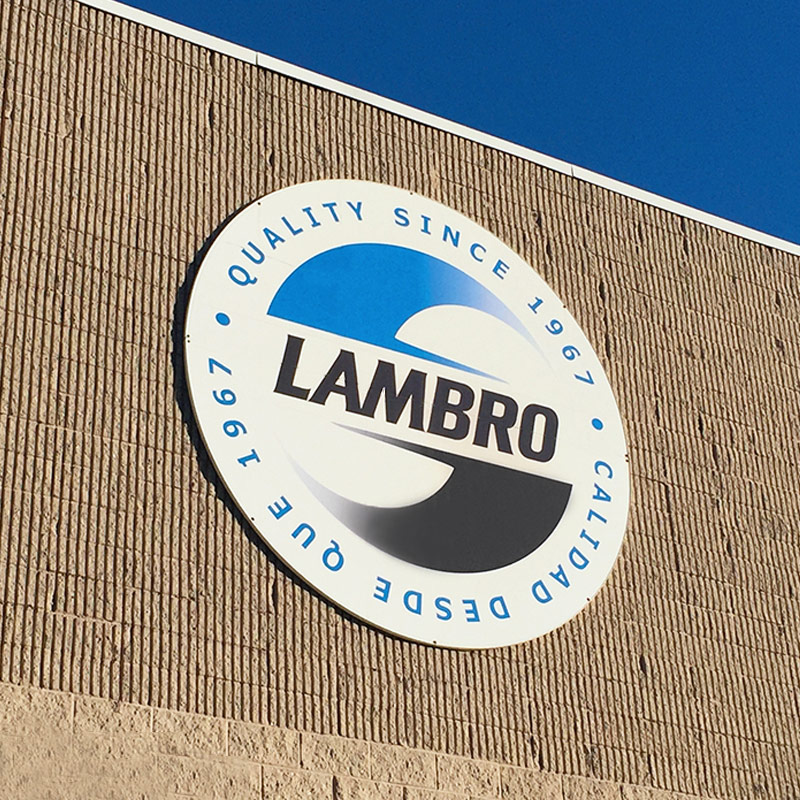 QUALITY SINCE 1967
LAMBRO
CALIDAD DESDE QUE 1967